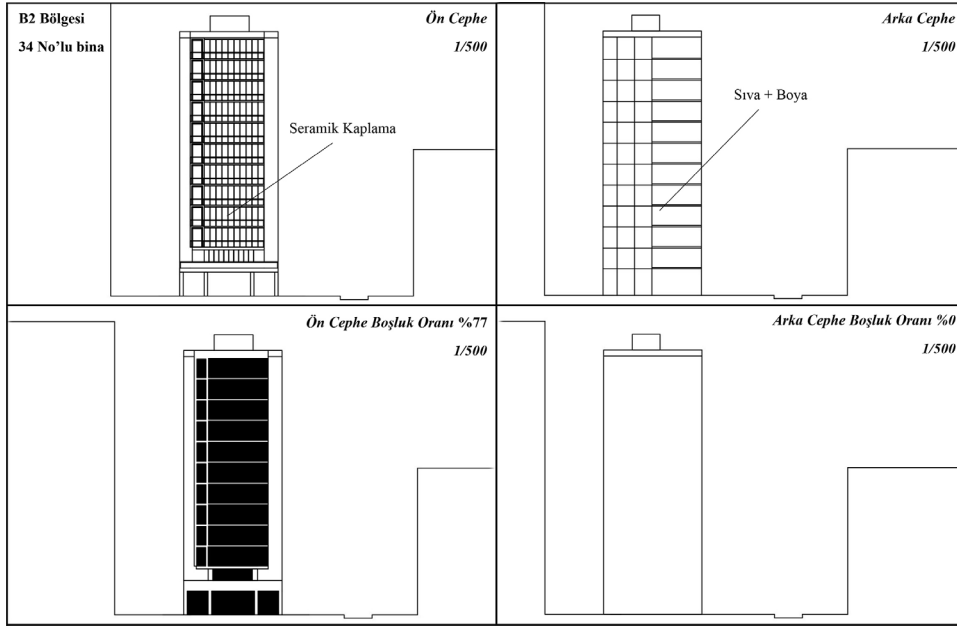 B2 Bölgesi
34 No’lu bina
Ön Cephe
1/500
Seramik Kaplama
Arka Cephe
1/500
Sıva + Boya
Ön Cephe Boşluk Oranı %77
1/500
Arka Cephe Boşluk Oranı %0
1/500